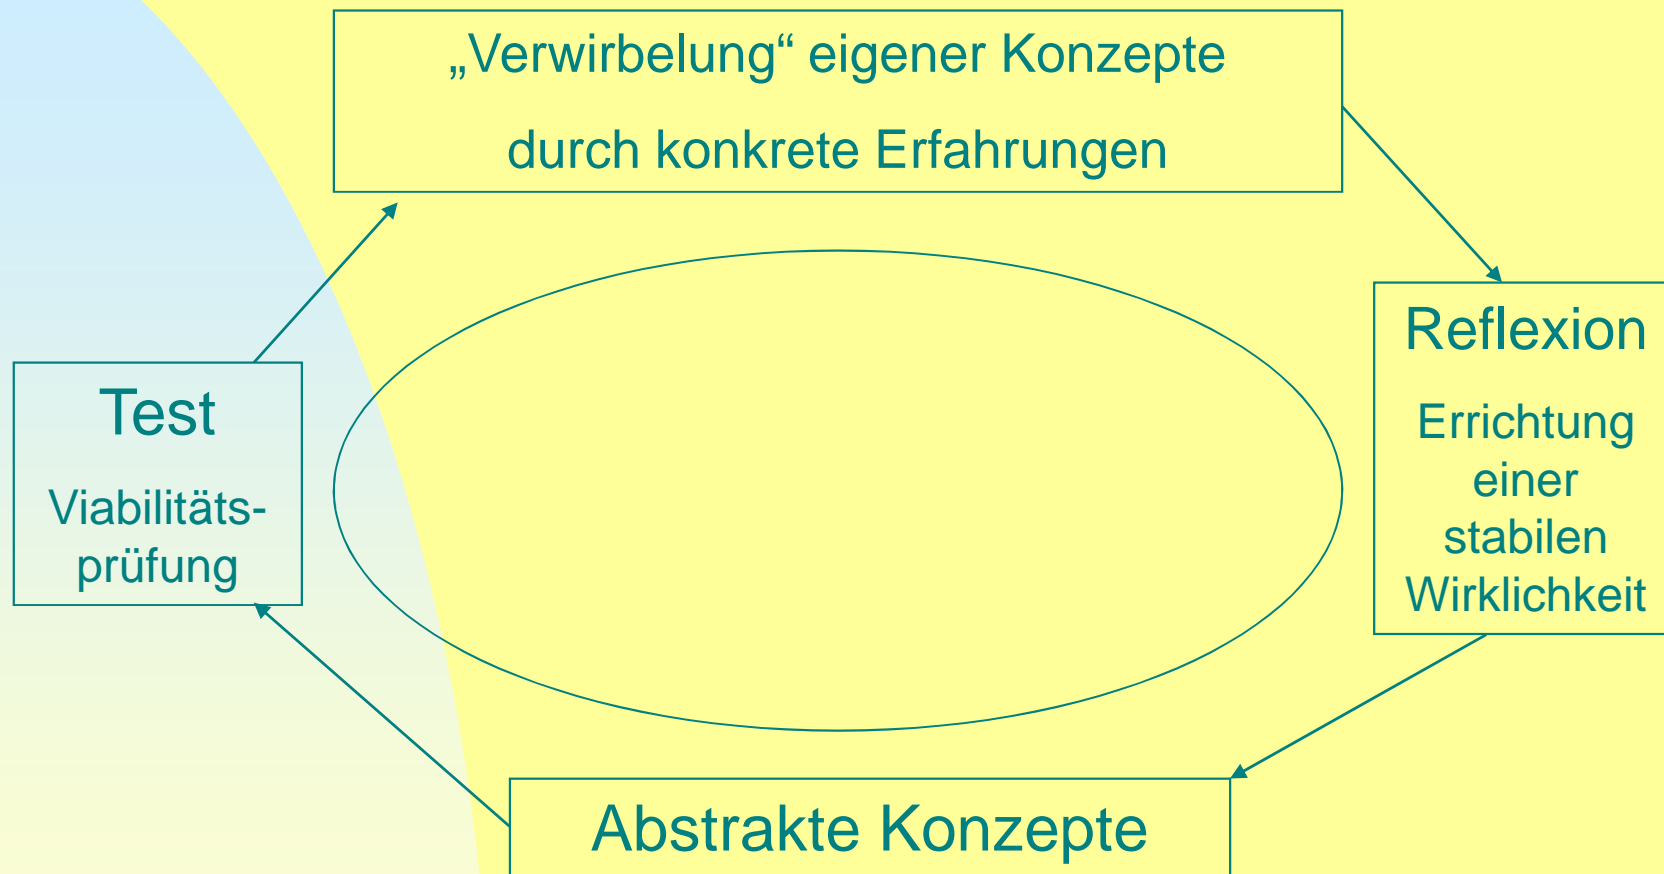 „Verwirbelung“ eigener Konzepte
durch konkrete Erfahrungen
Reflexion
Errichtung
einer
stabilen
Wirklichkeit
Test
Viabilitäts-
prüfung
Abstrakte Konzepte